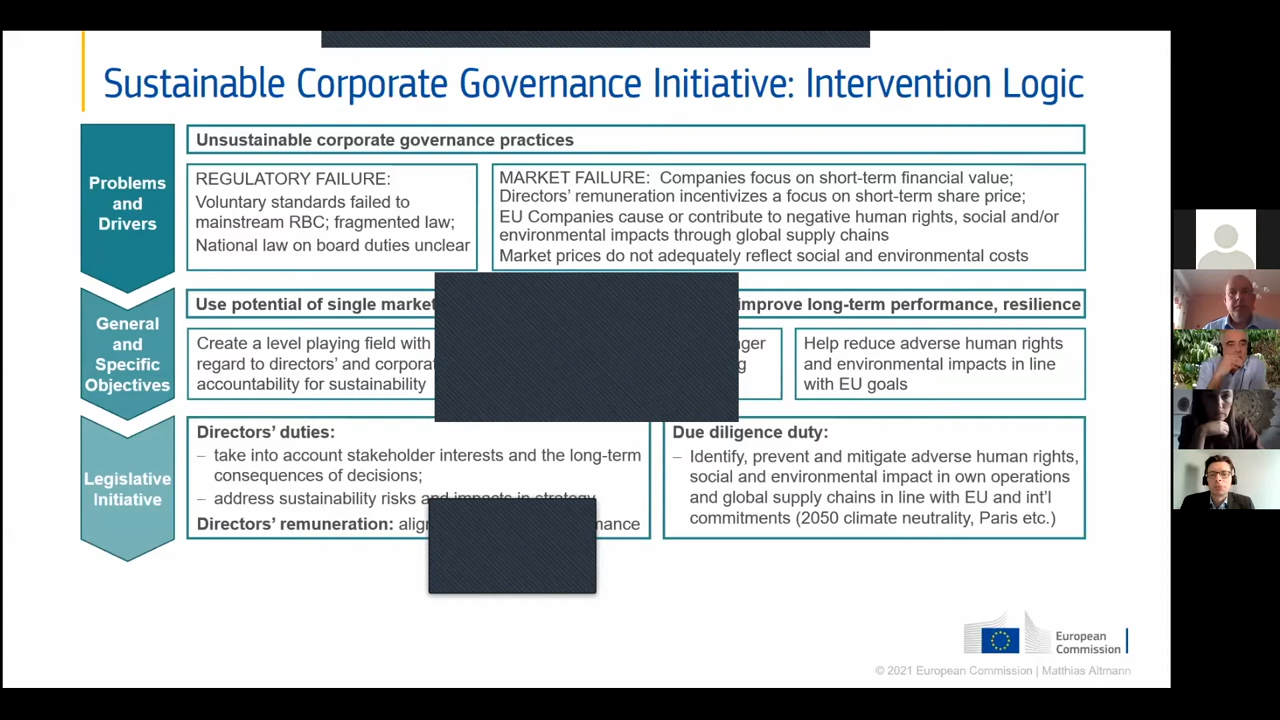 Sustainable Corporate Governance Initiative: Intervention Logic
Problems
and
Drivers
Unsustainable corporate governance practices
REGULATORY FAILURE:
Voluntary standards failed to
mainstream RBC; fragmented law;
National law on board duties unclear
MARKET FAILURE: Companies focus on short-term financial value;
Directors' remuneration incentivizes a focus on short-term share price;
EU Companies cause or contribute to negative human rights, social and/or
environmental impacts through global supply chains
Market prices do not adequately reflect social and environmental costs
General
and
Specific
Objectives
Use potential of single market improve long-term performance, resilience
Create a level playing field with
regard to directors' and
accountability for sustainability
Help reduce adverse human rights
and environmental impacts in line
with EU goals
Legislative
Initiative
Directors' duties:
– take into account stakeholder interests and the long-term
consequences of decisions;
– address sustainability risks and impacts in strategy
Directors' remuneration:
Due diligence duty:
– Identify, prevent and mitigate adverse human rights,
social and environmental impact in own operations
and global supply chains in line with EU and int'l
commitments (2050 climate neutrality, Paris etc.)
European
Commission
© 2021 European Commission | Matthias Altmann